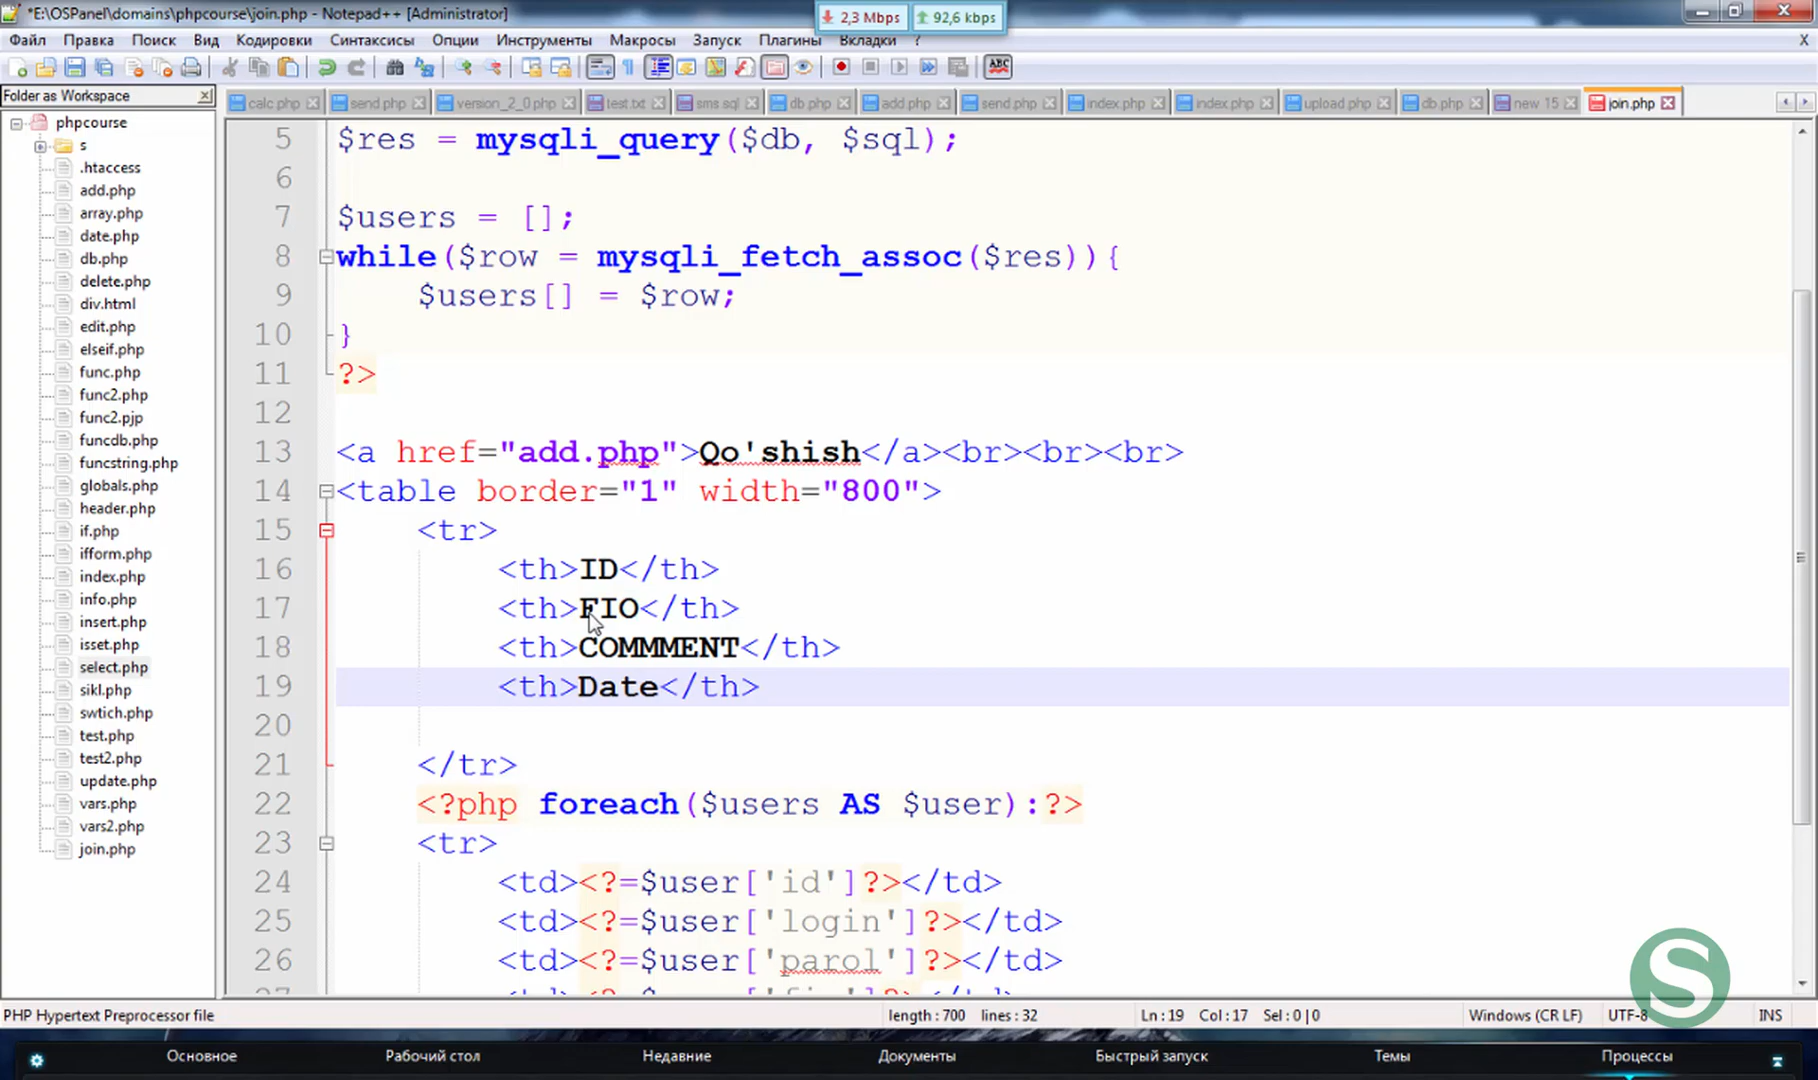 *E:\OSPanel\domains\phpcourse\join.php - Notepad++ [Administrator]
2,3 Mbps 92,6 kbps
Файл Правка Поиск Вид Кодировки Синтаксисы Опции Инструменты Макросы Запуск Плагины Вкладки ? X
Folder as Workspace
calc.php send.php version_2_0.php test.txt sms.sql db.php add.php send.php index.php index.php upload.php db.php new 15 join.php
phpcourse
s
.htaccess
add.php
array.php
date.php
db.php
delete.php
div.html
edit.php
elseif.php
func.php
func2.php
func2.pjp
funcdb.php
funcstring.php
globals.php
header.php
if.php
ifform.php
index.php
info.php
insert.php
isset.php
select.php
sikl.php
swtich.php
test.php
test2.php
update.php
vars.php
vars2.php
join.php
5 $res = mysqli_query($db, $sql);
6
7 $users = [];
8 while($row = mysqli_fetch_assoc($res)){
9 $users[] = $row;
10 }
11 ?>
12
13 <a href="add.php">Qo'shish</a><br><br><br>
14 <table border="1" width="800">
15 <tr>
16 <th>ID</th>
17 <th>FIO</th>
18 <th>COMMMENT</th>
19 <th>Date</th>
20
21 </tr>
22 <?php foreach($users AS $user):?>
23 <tr>
24 <td><?=$user['id']?></td>
25 <td><?=$user['login']?></td>
26 <td><?=$user['parol']?></td>
PHP Hypertext Preprocessor file length : 700 lines : 32 Ln : 19 Col : 17 Sel : 0 | 0 Windows (CR LF) UTF-8 INS
S
Основное Рабочий стол Недавние Документы Быстрый запуск Темы Процессы